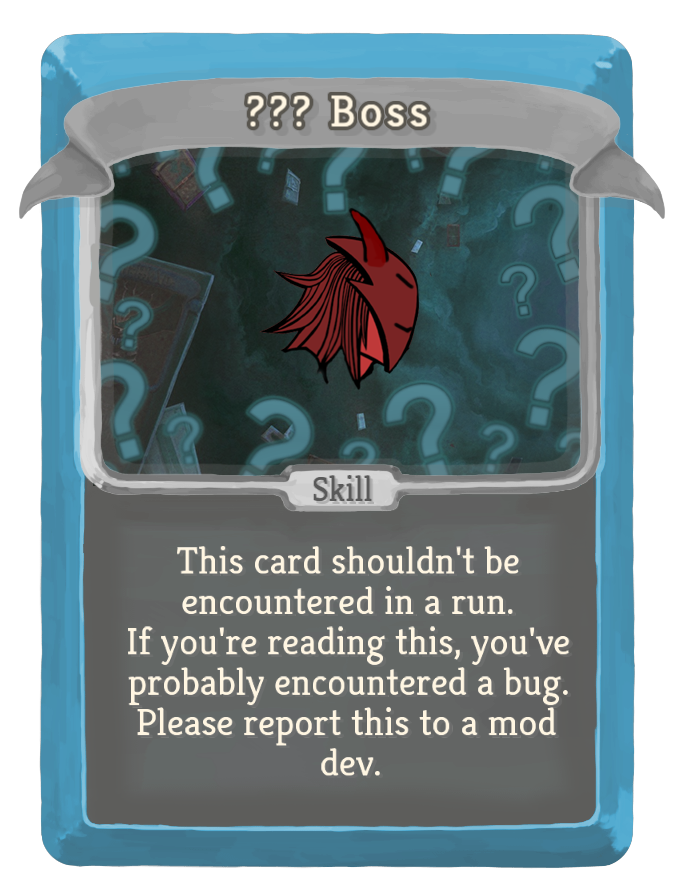 ??? Boss
Skill
This card shouldn't be
encountered in a run.
If you're reading this, you've
probably encountered a bug.
Please report this to a mod
dev.